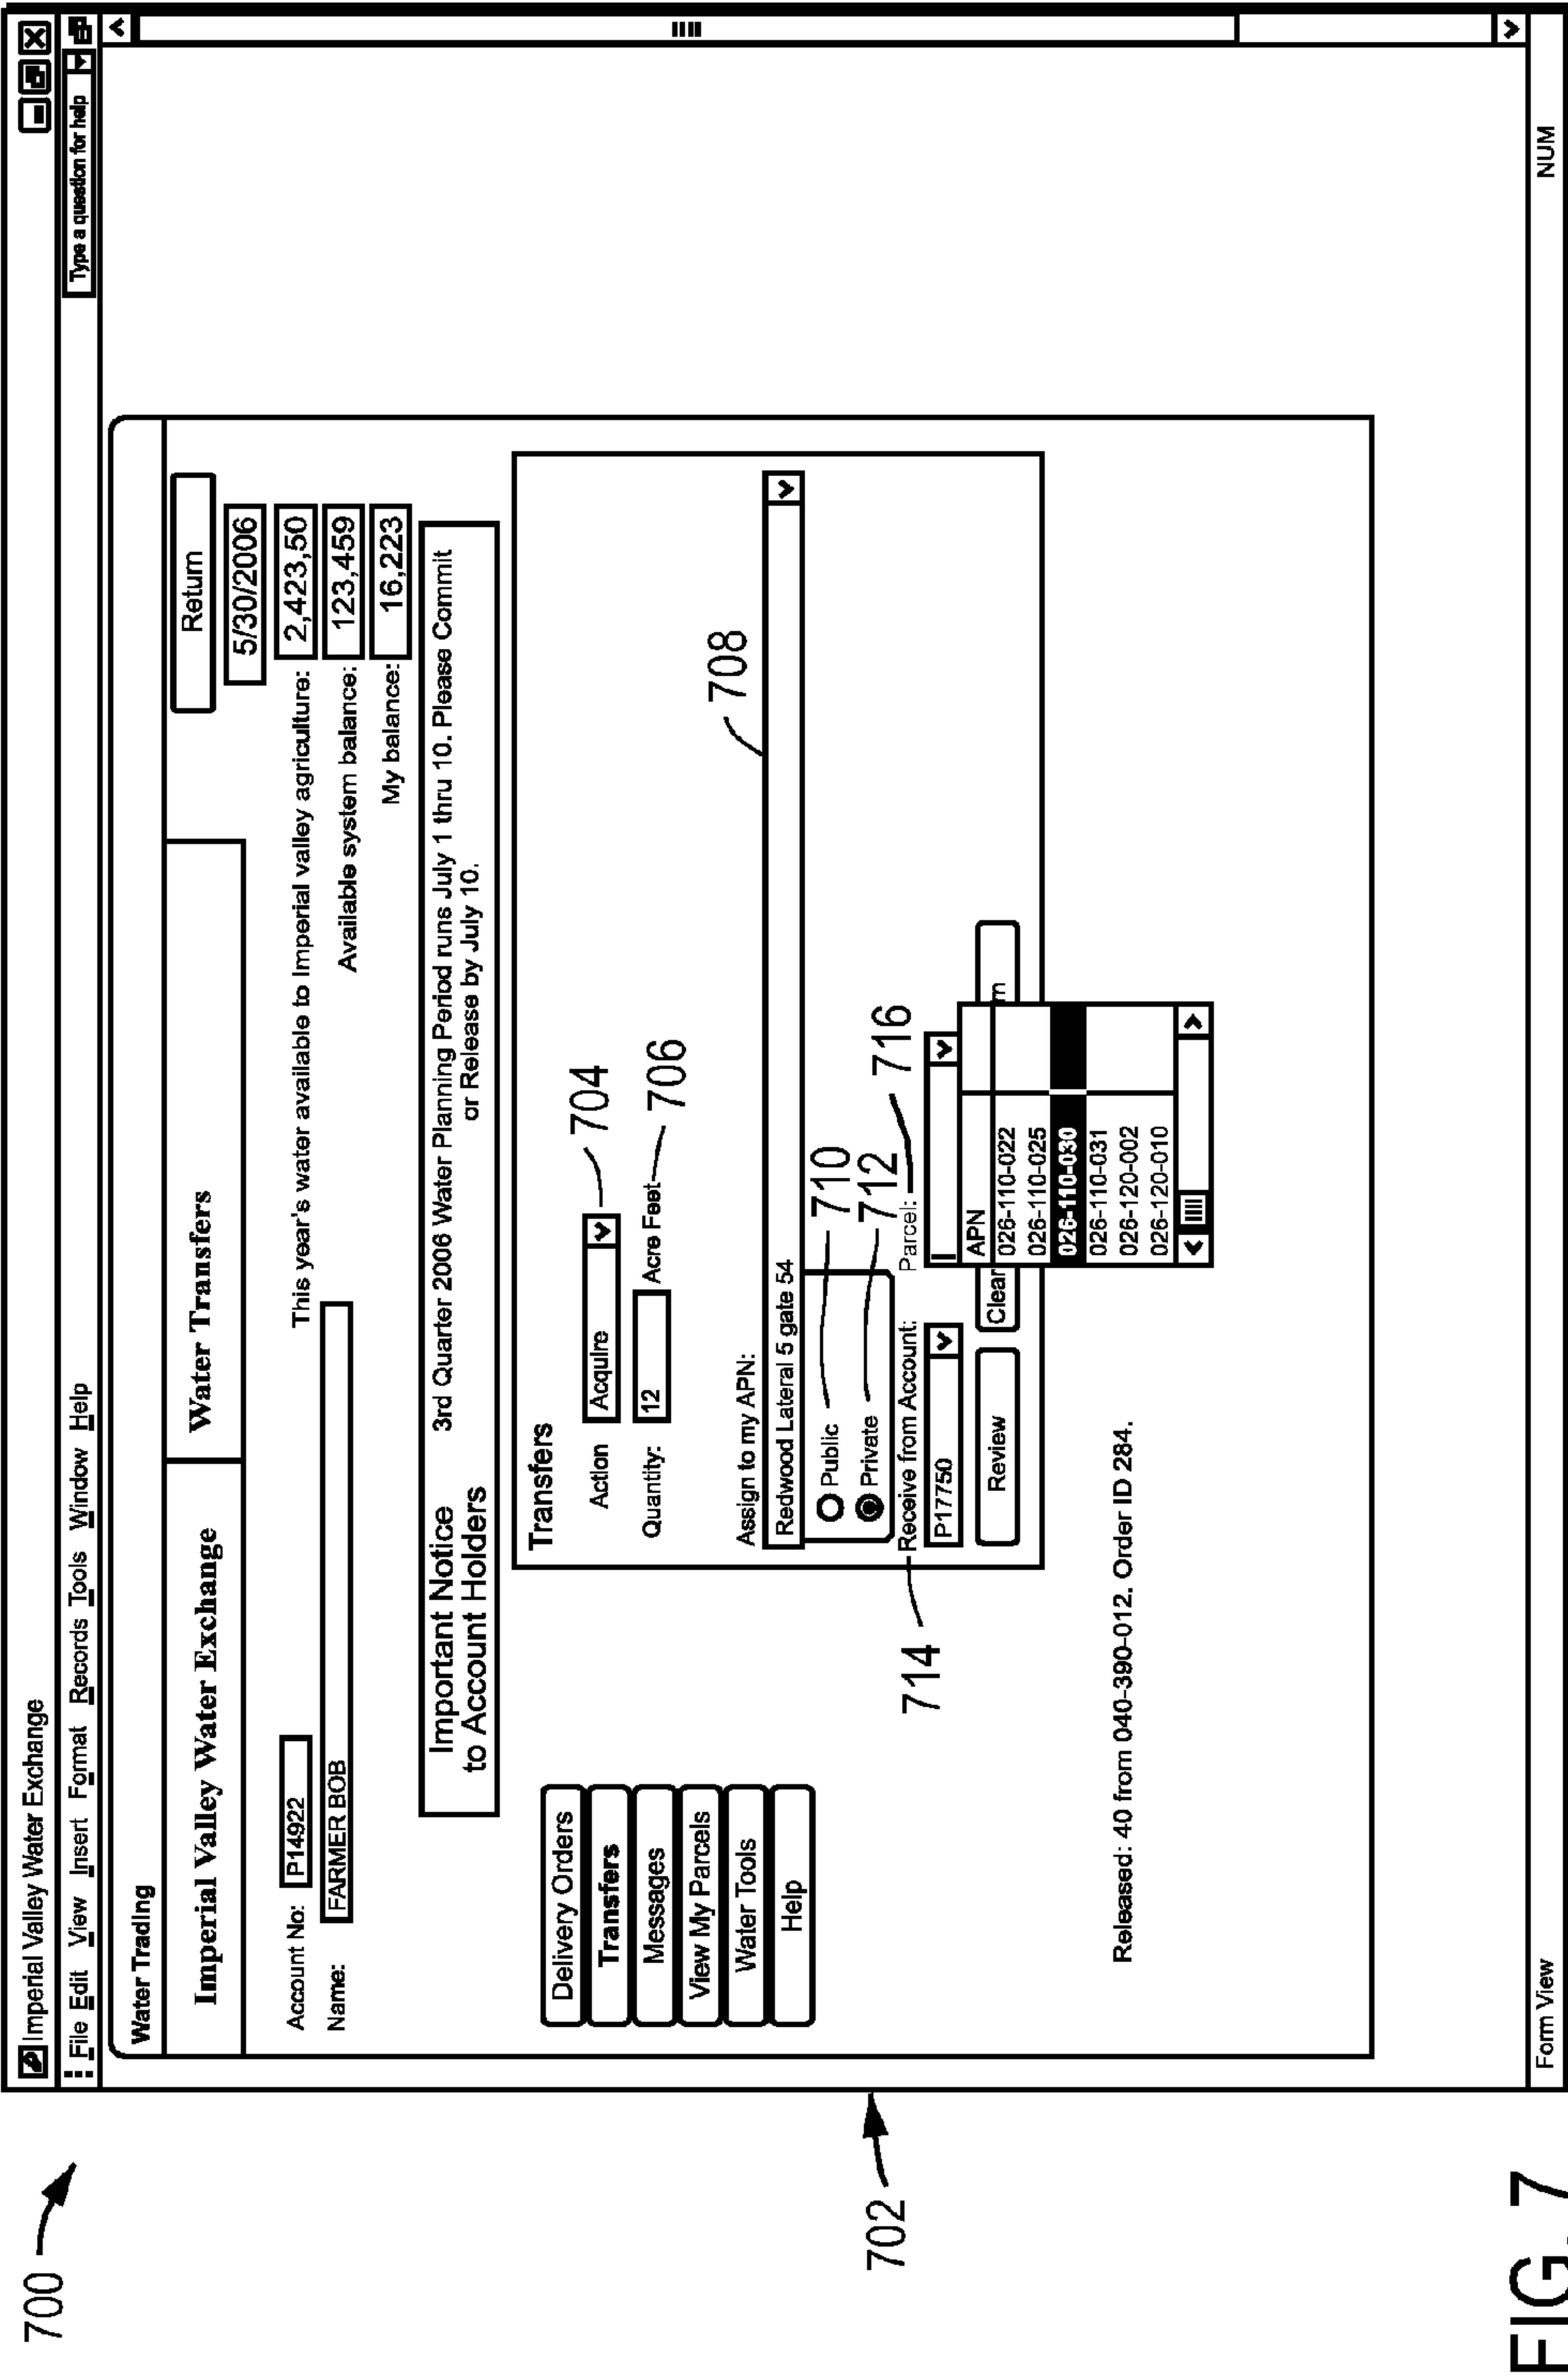 700
Imperial Valley Water Exchange
File Edit View Insert Format Records Tools Window Help
Type a question for help
Water Trading
Imperial Valley Water Exchange
Water Transfers
Return
5/30/2006
Account No: P14922
This year's water available to Imperial valley agriculture: 2,423,50
Name: FARMER BOB
Available system balance: 123,459
My balance: 16,223
Important Notice
to Account Holders
3rd Quarter 2006 Water Planning Period runs July 1 thru 10. Please Commit
or Release by July 10.
Delivery Orders
Transfers
Messages
View My Parcels
Water Tools
Help
Transfers
Action Acquire 704
Quantity: 12 Acre Feet 706
Assign to my APN:
708
Redwood Lateral 5 gate 54
Public 710
Private 712
714 Receive from Account: Parcel: 716
P17750
Review
Clear
m
APN
026-110-022
026-110-025
026-110-030
026-110-031
026-120-002
026-120-010
Released: 40 from 040-390-012. Order ID 284.
702
Form View
NUM
FIG. 7